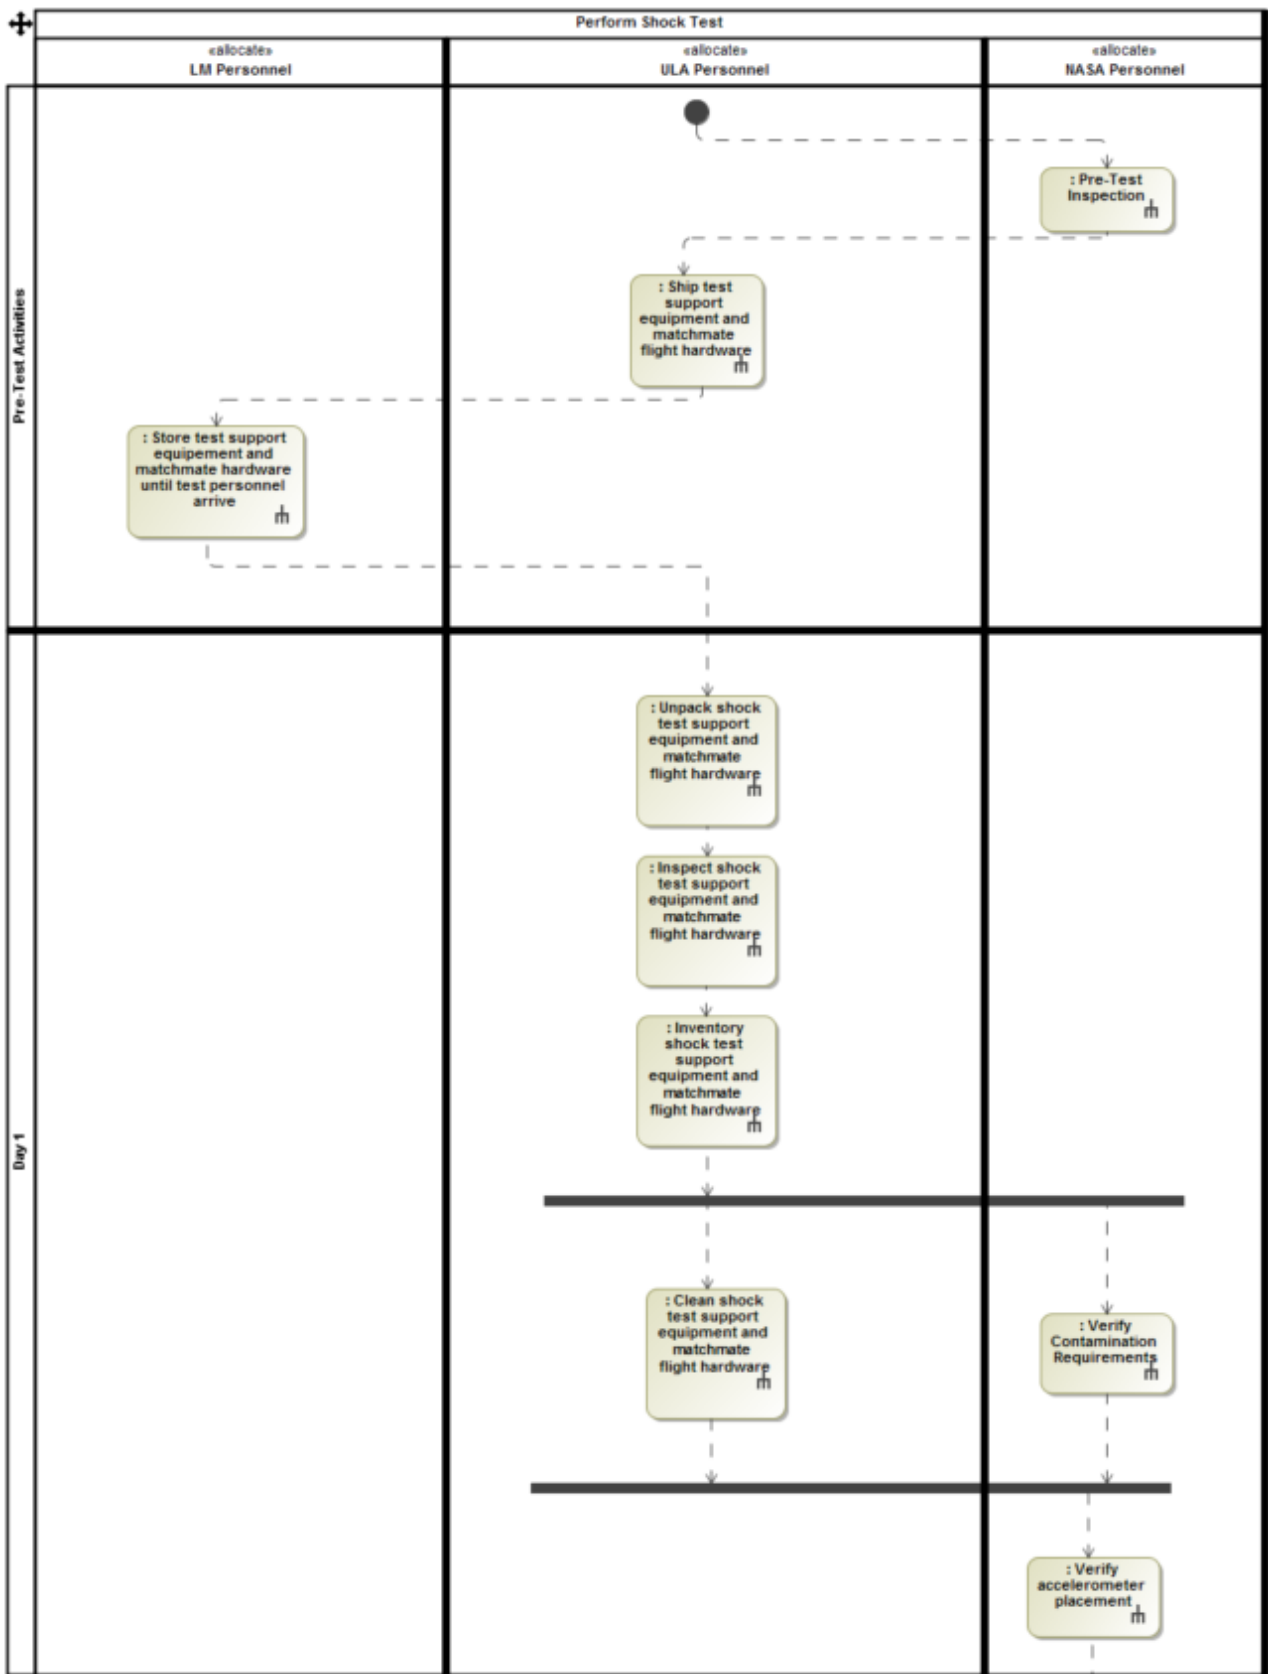 Perform Shock Test
«allocate»
LM Personnel
«allocate»
ULA Personnel
«allocate»
NASA Personnel
Pre-Test Activities
: Pre-Test
Inspection
: Ship test
support
equipment and
matchmate
flight hardware
: Store test support
equipement and
matchmate hardware
until test personnel
arrive
Day 1
: Unpack shock
test support
equipment and
matchmate
flight hardware
: Inspect shock
test support
equipment and
matchmate
flight hardware
: Inventory
shock test
support
equipment and
matchmate
flight hardware
: Clean shock
test support
equipment and
matchmate
flight hardware
: Verify
Contamination
Requirements
: Verify
accelerometer
placement